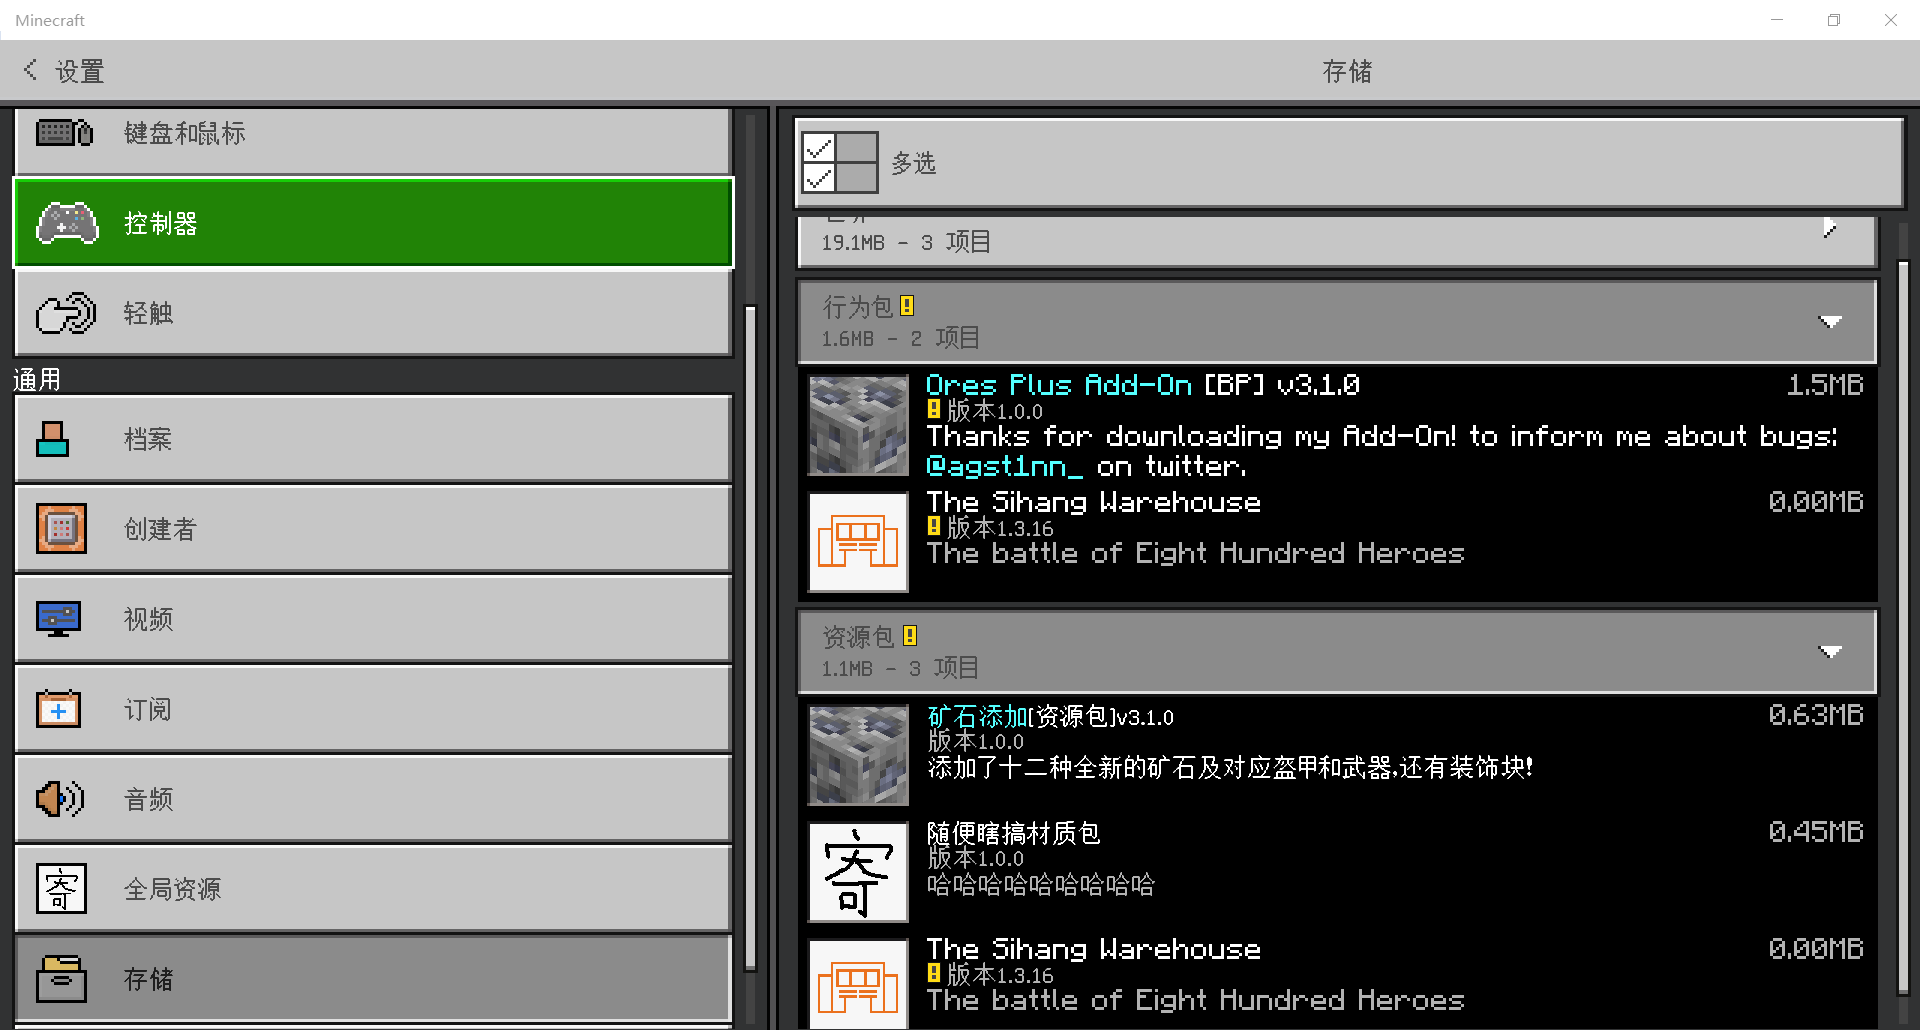 Minecraft
设置
存储
键盘和鼠标
控制器
轻触
通用
档案
创建者
视频
订阅
音频
寄
全局资源
存储
多选
19.1MB - 3 项目
行为包
1.6MB - 2 项目
Ores Plus Add-On [BP] v3.1.0
1.5MB
版本1.0.0
Thanks for downloading my Add-On! to inform me about bugs:
@agst1nn_ on twitter.
The Sihang Warehouse
0.00MB
版本1.3.16
The battle of Eight Hundred Heroes
资源包
1.1MB - 3 项目
矿石添加[资源包]v3.1.0
0.63MB
版本1.0.0
添加了十二种全新的矿石及对应盔甲和武器,还有装饰块!
寄
随便瞎搞材质包
0.45MB
版本1.0.0
哈哈哈哈哈哈哈哈哈
The Sihang Warehouse
0.00MB
版本1.3.16
The battle of Eight Hundred Heroes